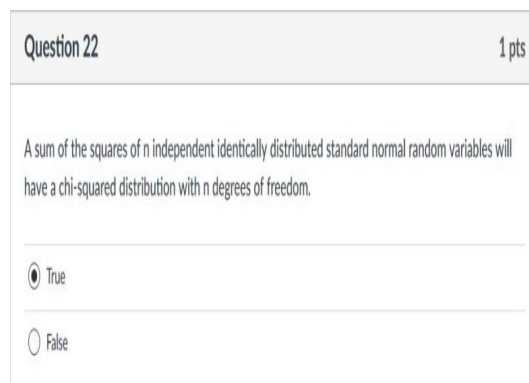 Question 22
1 pts
A sum of the squares of n independent identically distributed standard normal random variables will
have a chi-squared distribution with n degrees of freedom.
True
False